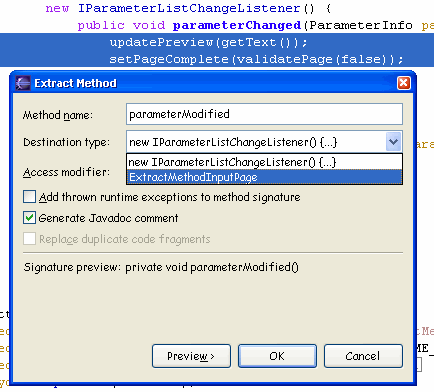 new IParameterListChangeListener() {
public void parameterChanged(ParameterInfo pa
updatePreview(getText());
setPageComplete(validatePage(false));
Extract Method
Method name: parameterModified
Destination type: new IParameterListChangeListener() {...}
new IParameterListChangeListener() {...}
ExtractMethodInputPage
Access modifier:
Add thrown runtime exceptions to method signature
Generate Javadoc comment
Replace duplicate code fragments
Signature preview: private void parameterModified()
Preview >
OK
Cancel